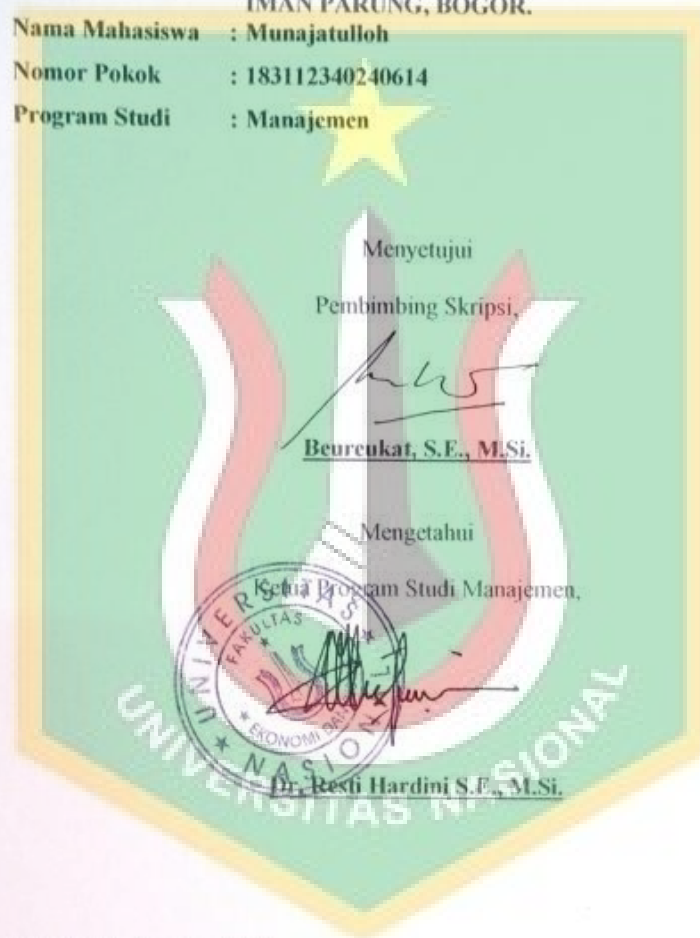 IMAN PARUNG, BOGOR.
Nama Mahasiswa : Munajatulloh
Nomor Pokok : 183112340240614
Program Studi : Manajemen
Menyetujui
Pembimbing Skripsi,
Beureukat, S.E., M.Si.
Mengetahui
Ketua Program Studi Manajemen,
UNIVERSITAS NASIONAL
FAKULTAS
EKONOMI DAN
Dr. Resti Hardini S.E., M.Si.
UNIVERSITAS NASIONAL